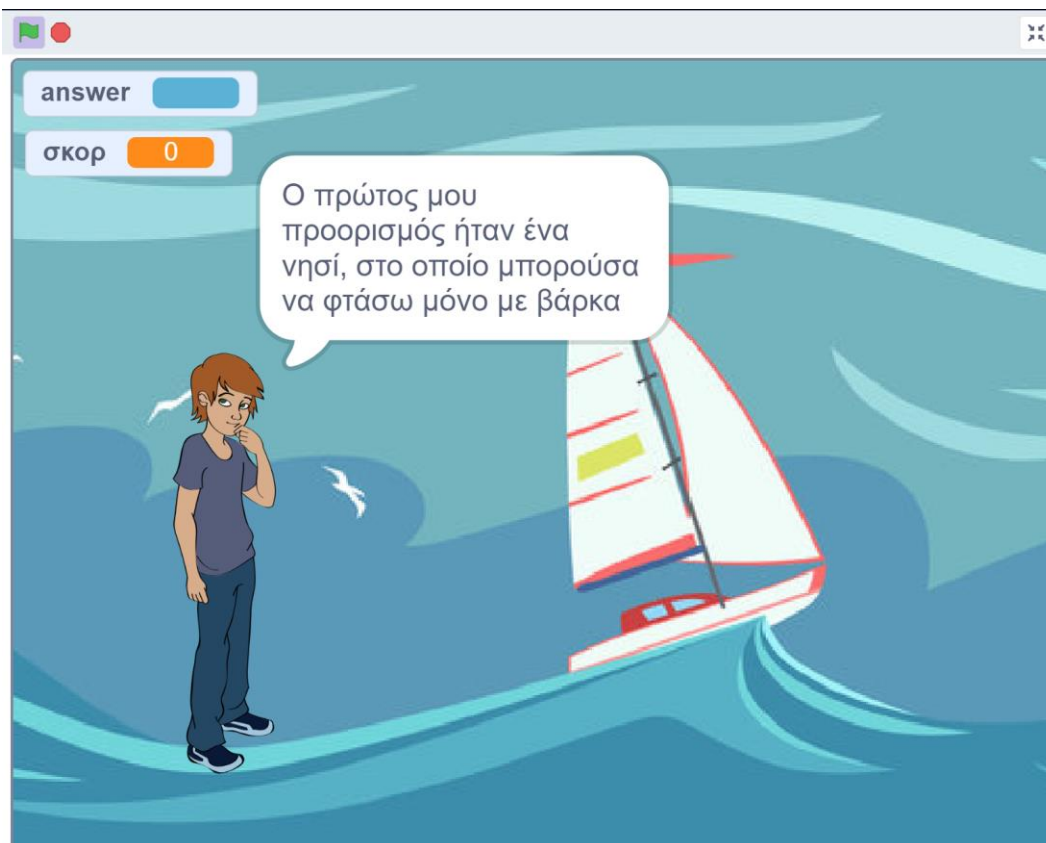 answer
σκορ 0
Ο πρώτος μου
προορισμός ήταν ένα
νησί, στο οποίο μπορούσα
να φτάσω μόνο με βάρκα